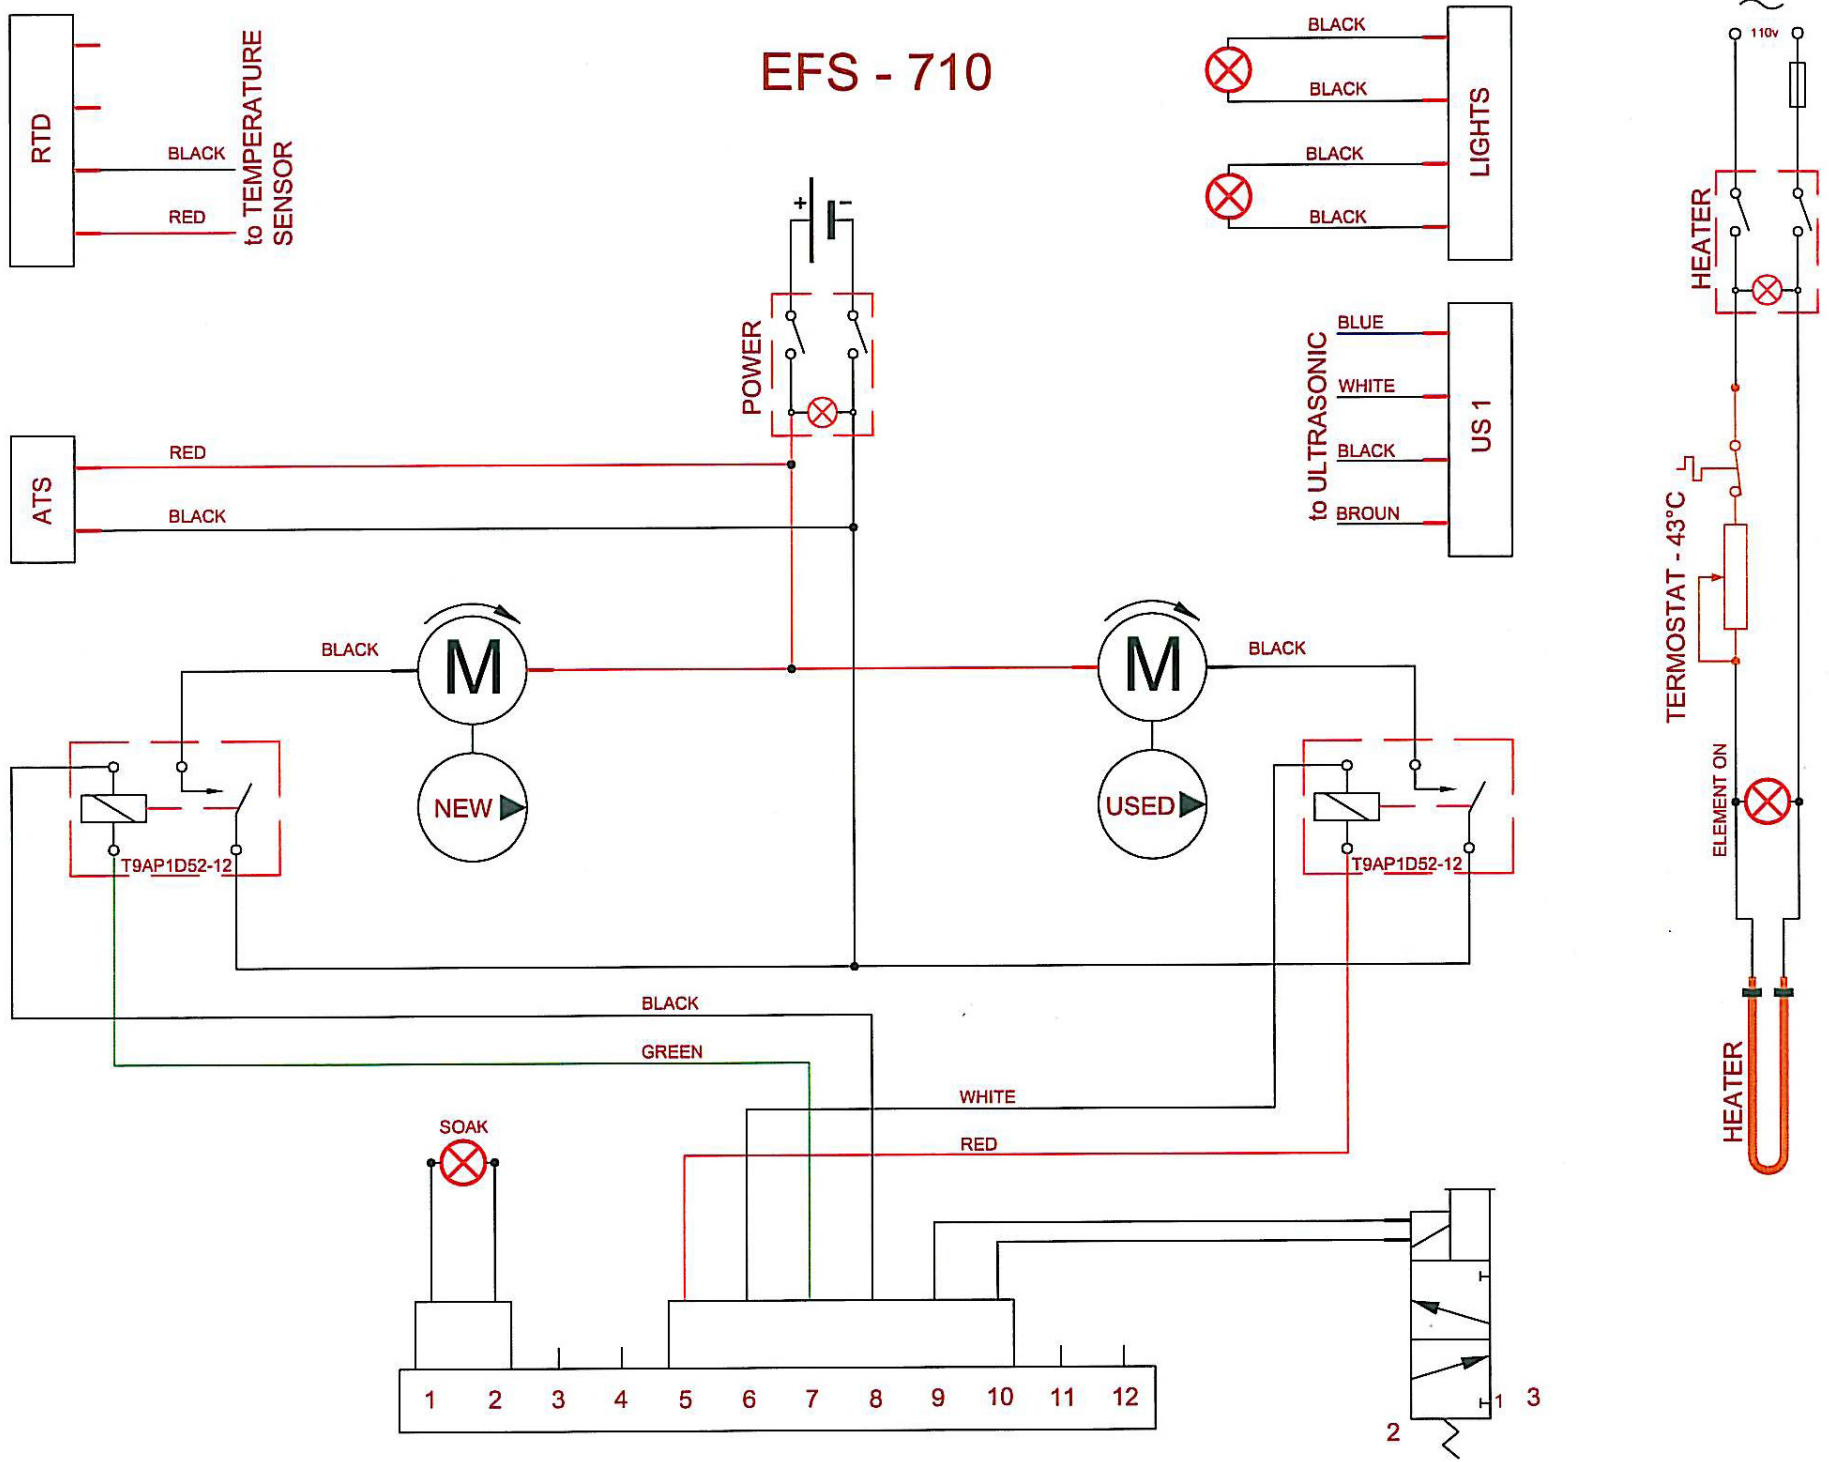 EFS - 710
RTD
BLACK
RED
to TEMPERATURE
SENSOR
+
-
POWER
ATS
RED
BLACK
BLACK
BLACK
BLACK
BLACK
LIGHTS
to ULTRASONIC
BLUE
WHITE
BLACK
BROUN
US 1
110v
HEATER
TERMOSTAT - 43°C
ELEMENT ON
HEATER
BLACK
M
NEW
T9AP1D52-12
M
BLACK
USED
T9AP1D52-12
BLACK
GREEN
WHITE
RED
SOAK
1 2 3 4 5 6 7 8 9 10 11 12
1 3
2